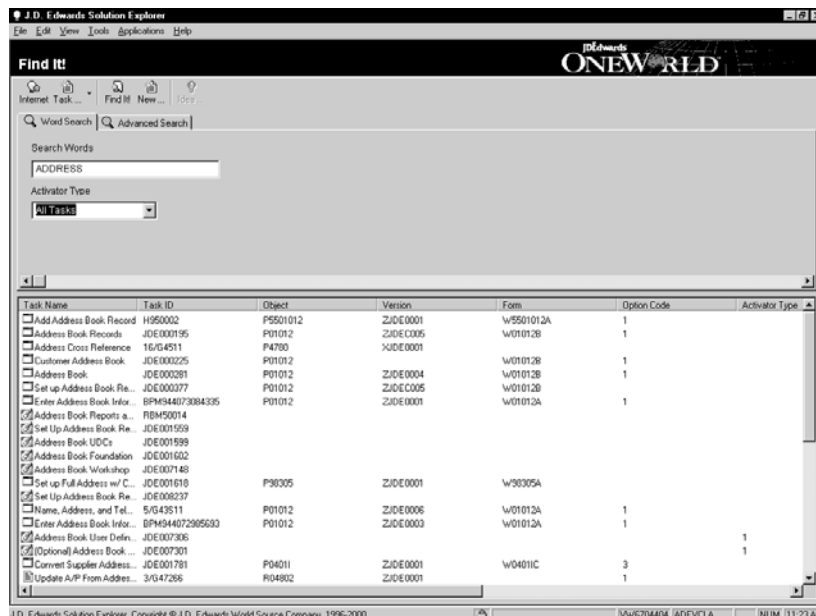 J.D. Edwards Solution Explorer
File Edit View Tools Applications Help
Find It!
JDEdwards
ONEWORLD
Internet Task... Find It! New... Idea...
Word Search Advanced Search
Search Words
ADDRESS
Activator Type
All Tasks
Task Name Task ID Object Version Form Option Code Activator Type
Add Address Book Record H950002 P5501012 ZJDE0001 W5501012A 1
Address Book Records JDE000195 P01012 ZJDEC005 W01012B 1
Address Cross Reference 16/G4511 P4780 XJDE0001
Customer Address Book JDE000225 P01012 W01012B 1
Address Book JDE000281 P01012 ZJDE0004 W01012B 1
Set up Address Book Re... JDE000377 P01012 ZJDEC005 W01012B
Enter Address Book Infor... BPM944073084335 P01012 ZJDE0001 W01012A 1
Address Book Reports a... RBM50014
Set Up Address Book Re... JDE001559
Address Book UDCs JDE001599
Address Book Foundation JDE001602
Address Book Workshop JDE007148
Set up Full Address w/ C... JDE001618 P98305 ZJDE0001 W98305A
Set Up Address Book Re... JDE008237
Name, Address, and Tel... 5/G43S11 P01012 ZJDE0006 W01012A 1
Enter Address Book Infor... BPM944072985693 P01012 ZJDE0003 W01012A 1
Address Book User Defin... JDE007306 1
(Optional) Address Book ... JDE007301 1
Convert Supplier Address... JDE001781 P0401I ZJDE0001 W0401IC 3
Update A/P From Addres... 3/G47266 R04802 ZJDE0001 1
J.D. Edwards Solution Explorer, Copyright © J.D. Edwards World Source Company, 1996-2000 VW6704404 ADEVCLA NUM 11:23 A